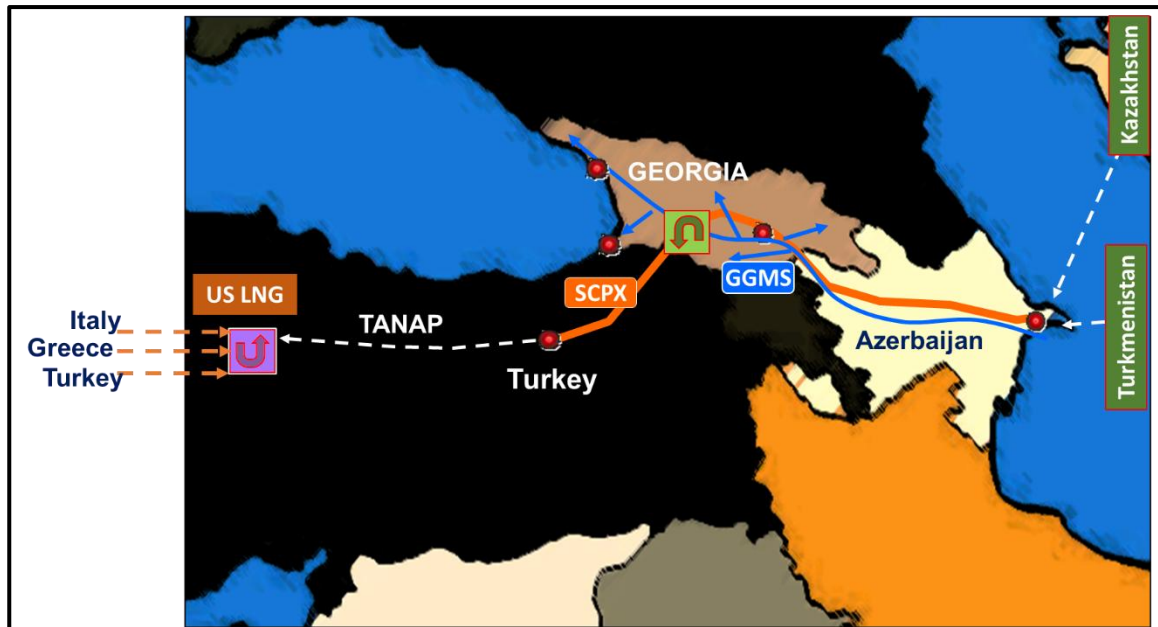 Kazakhstan
GEORGIA
GGMS
SCPX
US LNG
Turkmenistan
Italy
TANAP
Azerbaijan
Greece
Turkey
Turkey